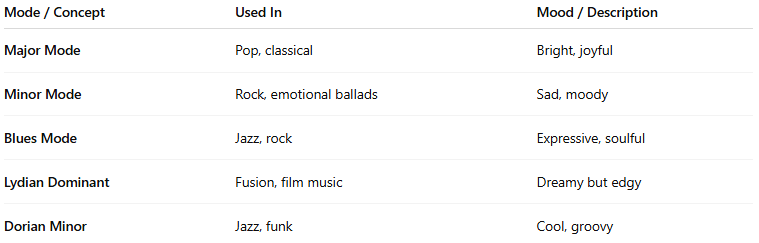 Mode / Concept Used In Mood / Description
Major Mode Pop, classical Bright, joyful
Minor Mode Rock, emotional ballads Sad, moody
Blues Mode Jazz, rock Expressive, soulful
Lydian Dominant Fusion, film music Dreamy but edgy
Dorian Minor Jazz, funk Cool, groovy